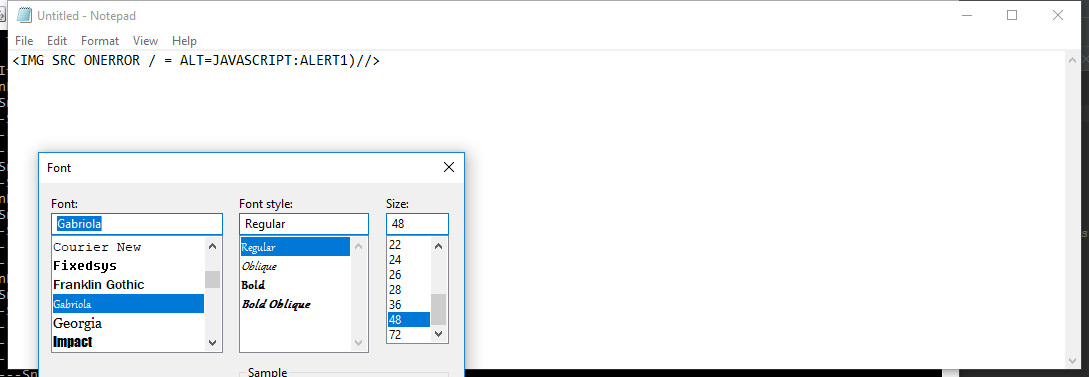 Untitled - Notepad
File Edit Format View Help
<IMG SRC ONERROR / = ALT=JAVASCRIPT:ALERT1)//>
Font
Font: Font style: Size:
Gabriola Regular 48
Courier New
Fixedsys
Franklin Gothic
Gabriola
Georgia
Impact
Regular
Oblique
Bold
Bold Oblique
22
24
26
28
36
48
72
Sample